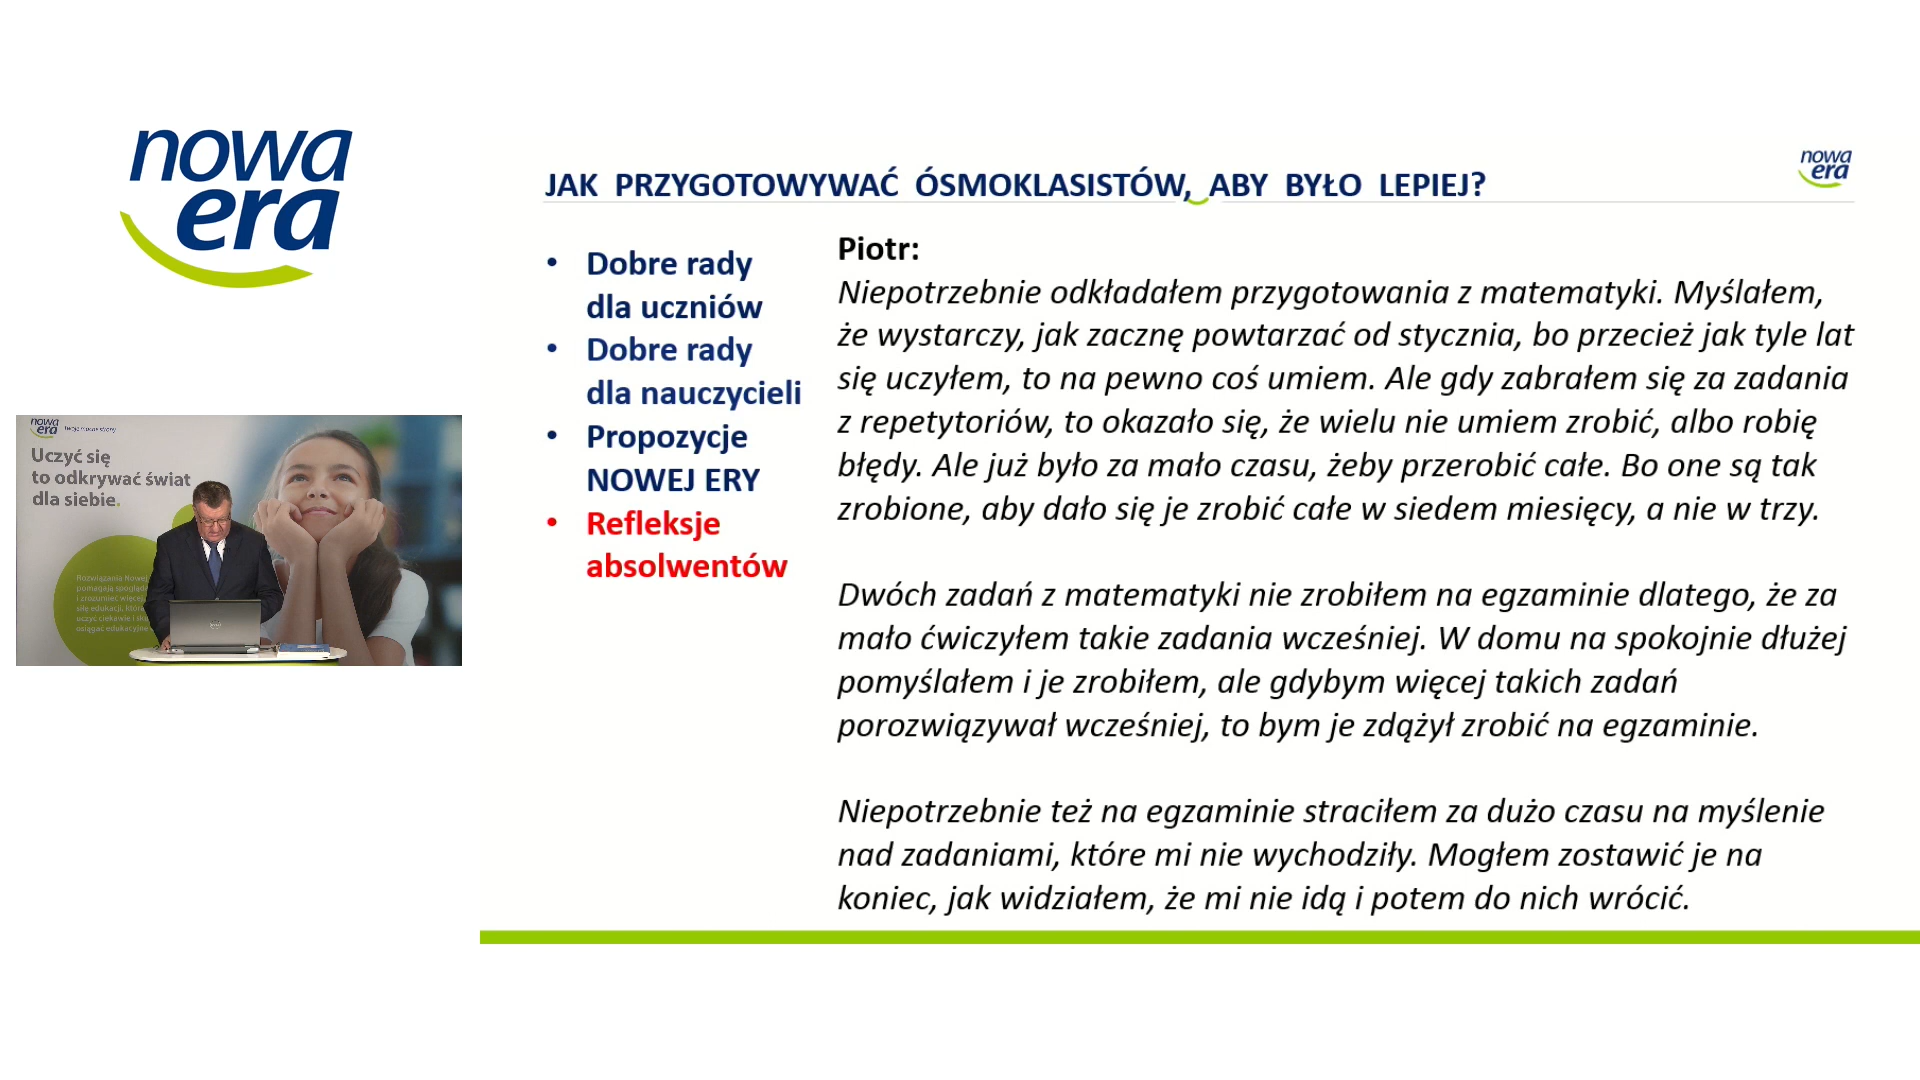 nowa
era
nowa
era
JAK PRZYGOTOWYWAĆ ÓSMOKLASISTÓW, ABY BYŁO LEPIEJ?
• Dobre rady
dla uczniów
• Dobre rady
dla nauczycieli
• Propozycje
NOWEJ ERY
• Refleksje
absolwentów
Piotr:
Niepotrzebnie odkładałem przygotowania z matematyki. Myślałem,
że wystarczy, jak zacznę powtarzać od stycznia, bo przecież jak tyle lat
się uczyłem, to na pewno coś umiem. Ale gdy zabrałem się za zadania
z repetytoriów, to okazało się, że wielu nie umiem zrobić, albo robię
błędy. Ale już było za mało czasu, żeby przerobić całe. Bo one są tak
zrobione, aby dało się je zrobić całe w siedem miesięcy, a nie w trzy.
Dwóch zadań z matematyki nie zrobiłem na egzaminie dlatego, że za
mało ćwiczyłem takie zadania wcześniej. W domu na spokojnie dłużej
pomyślałem i je zrobiłem, ale gdybym więcej takich zadań
porozwiązywał wcześniej, to bym je zdążył zrobić na egzaminie.
Niepotrzebnie też na egzaminie straciłem za dużo czasu na myślenie
nad zadaniami, które mi nie wychodziły. Mogłem zostawić je na
koniec, jak widziałem, że mi nie idą i potem do nich wrócić.
nowa
era
Uczyć się
to odkrywać świat
dla siebie.
Rozwiązania Nowej
pomagają
i zrozumieć więcej